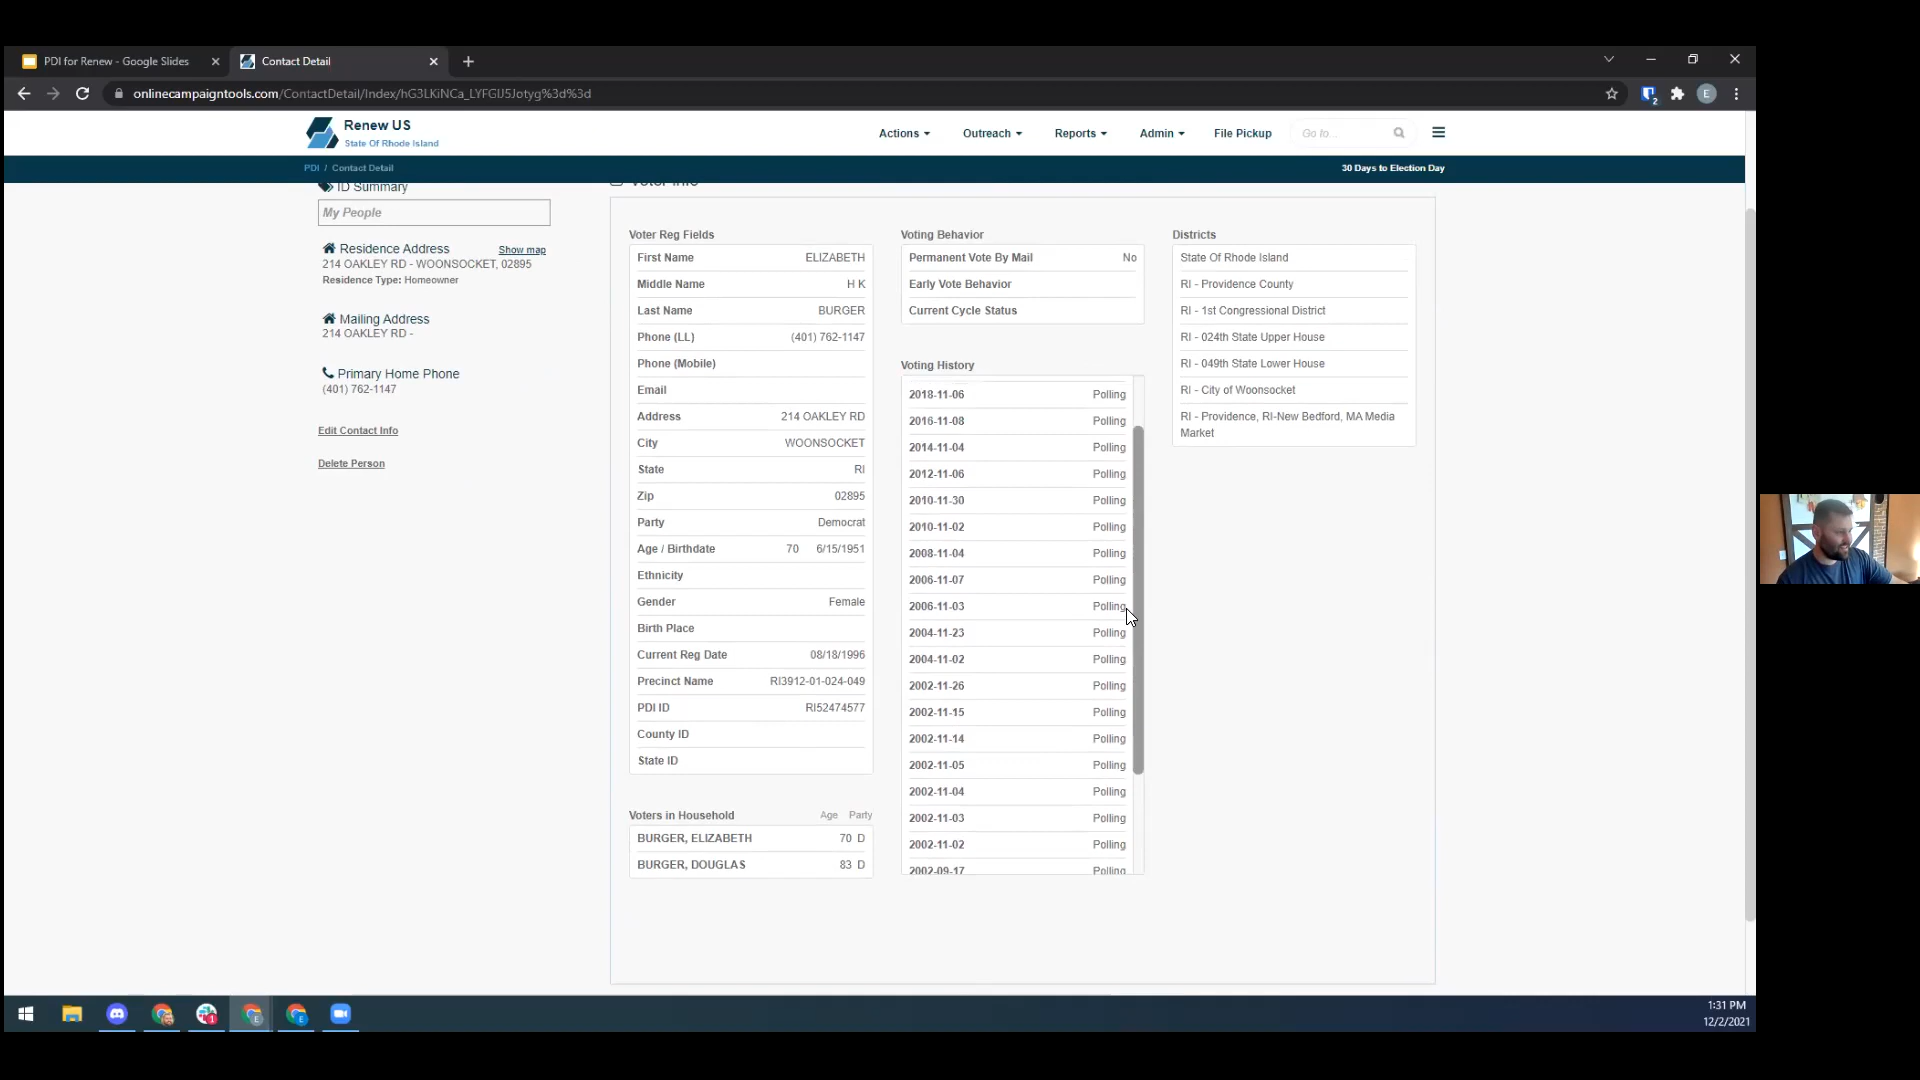 PDI for Renew - Google Slides
Contact Detail
onlinecampaigntools.com/ContactDetail/Index/hG3LKiNCa_LYFGlJ5Jotyg%3d%3d
E
Renew US
State Of Rhode Island
Actions
Outreach
Reports
Admin
File Pickup
Go to...
PDI / Contact Detail
30 Days to Election Day
ID Summary
My People
Residence Address
Show map
214 OAKLEY RD - WOONSOCKET, 02895
Residence Type: Homeowner
Mailing Address
214 OAKLEY RD -
Primary Home Phone
(401) 762-1147
Edit Contact Info
Delete Person
Voter Info
Voter Reg Fields
First Name ELIZABETH
Middle Name H K
Last Name BURGER
Phone (LL) (401) 762-1147
Phone (Mobile)
Email
Address 214 OAKLEY RD
City WOONSOCKET
State RI
Zip 02895
Party Democrat
Age / Birthdate 70 6/15/1951
Ethnicity
Gender Female
Birth Place
Current Reg Date 08/18/1996
Precinct Name RI3912-01-024-049
PDI ID RI52474577
County ID
State ID
Voters in Household Age Party
BURGER, ELIZABETH 70 D
BURGER, DOUGLAS 83 D
Voting Behavior
Permanent Vote By Mail No
Early Vote Behavior
Current Cycle Status
Voting History
2018-11-06 Polling
2016-11-08 Polling
2014-11-04 Polling
2012-11-06 Polling
2010-11-30 Polling
2010-11-02 Polling
2008-11-04 Polling
2006-11-07 Polling
2006-11-03 Polling
2004-11-23 Polling
2004-11-02 Polling
2002-11-26 Polling
2002-11-15 Polling
2002-11-14 Polling
2002-11-05 Polling
2002-11-04 Polling
2002-11-03 Polling
2002-11-02 Polling
2002-09-17 Polling
Districts
State Of Rhode Island
RI - Providence County
RI - 1st Congressional District
RI - 024th State Upper House
RI - 049th State Lower House
RI - City of Woonsocket
RI - Providence, RI-New Bedford, MA Media
Market
1:31 PM
12/2/2021